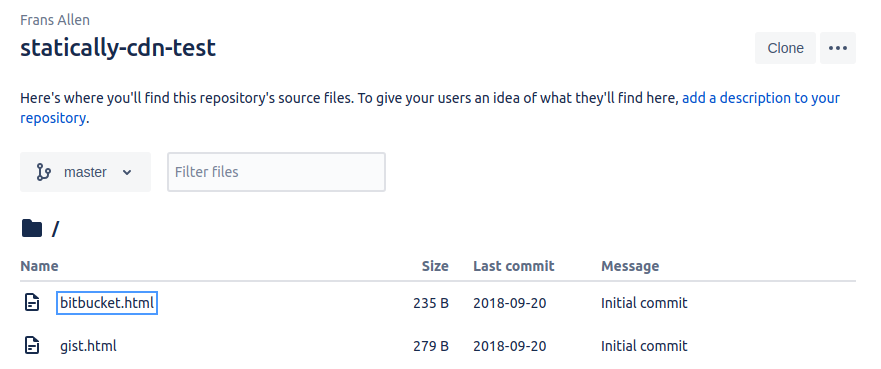 Frans Allen
statically-cdn-test
Clone
Here's where you'll find this repository's source files. To give your users an idea of what they'll find here, add a description to your
repository.
master
Filter files
/
Name Size Last commit Message
bitbucket.html 235 B 2018-09-20 Initial commit
gist.html 279 B 2018-09-20 Initial commit